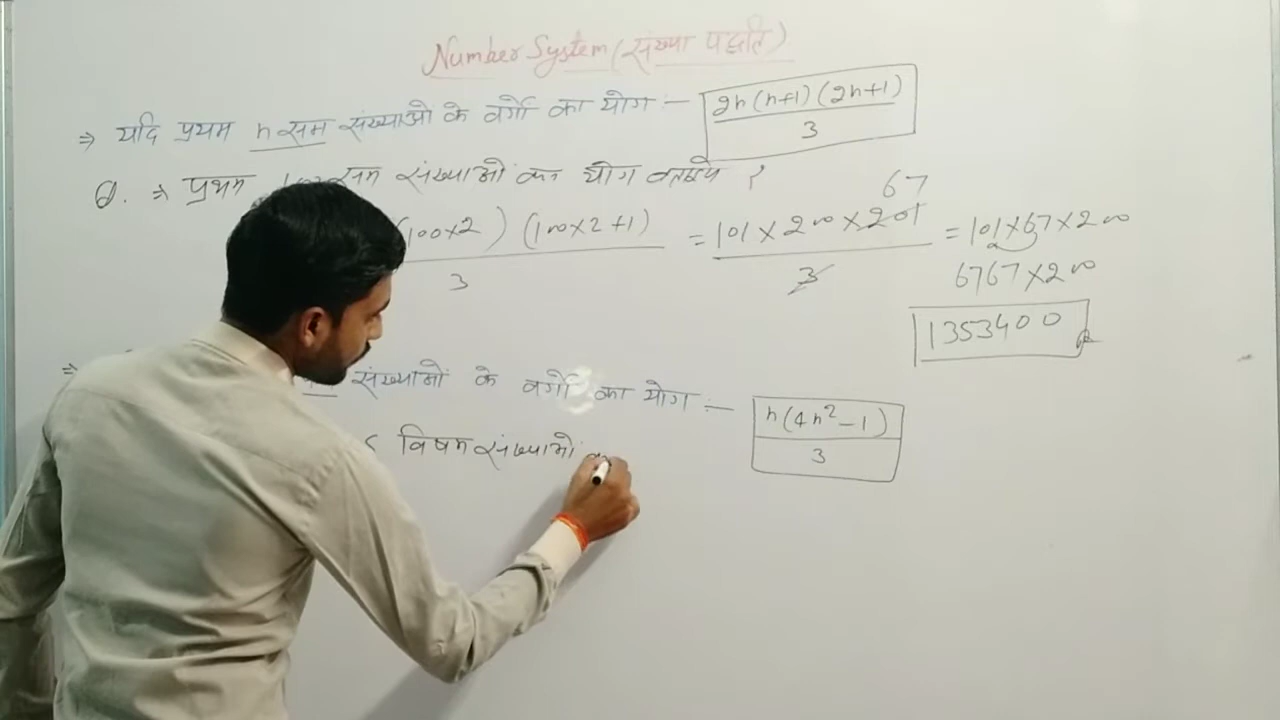 Number System (संख्या पद्धति)
⇒ यदि प्रथम n सम संख्याओं के वर्गों का योग :- 2n(n+1)(2n+1) / 3
Q. ⇒ प्रथम सम संख्याओं का योग ?
(100×2) (100×2+1) / 3 = 101×200×201 / 3 67 = 101×67×200
6767×200
1353400
⇒ संख्याओं के वर्गों का योग :- n(4n²-1) / 3
विषम संख्याओं